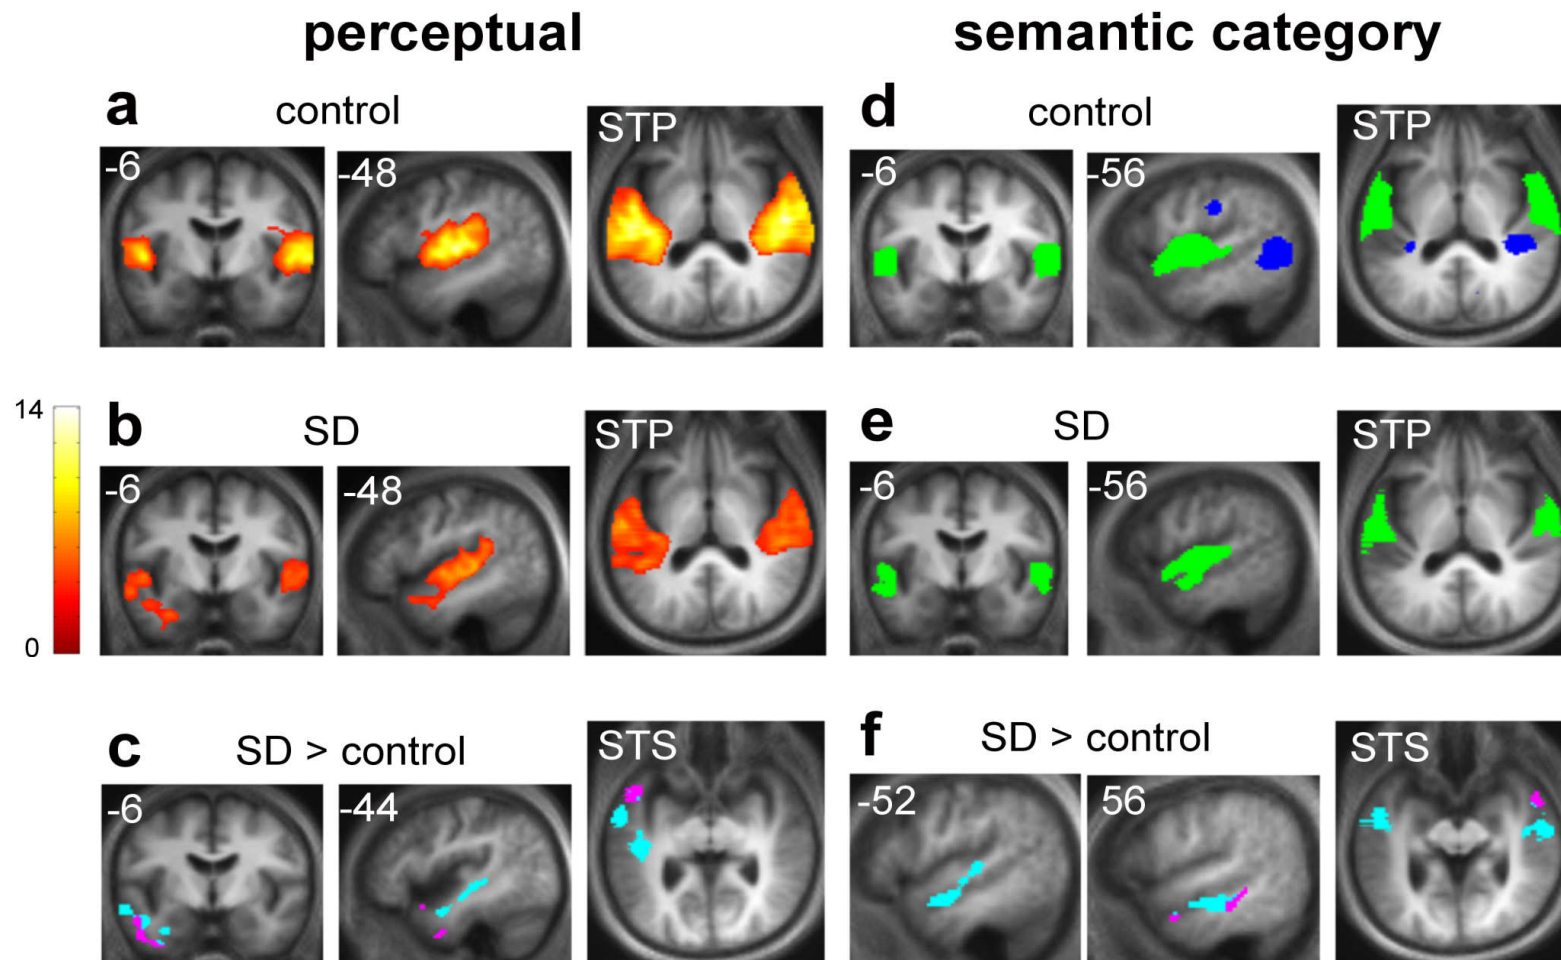 perceptual
semantic category
a
control
-6
-48
STP
d
control
-6
-56
STP
14
0
b
SD
-6
-48
STP
e
SD
-6
-56
STP
c
SD > control
-6
-44
STS
f
SD > control
-52
56
STS